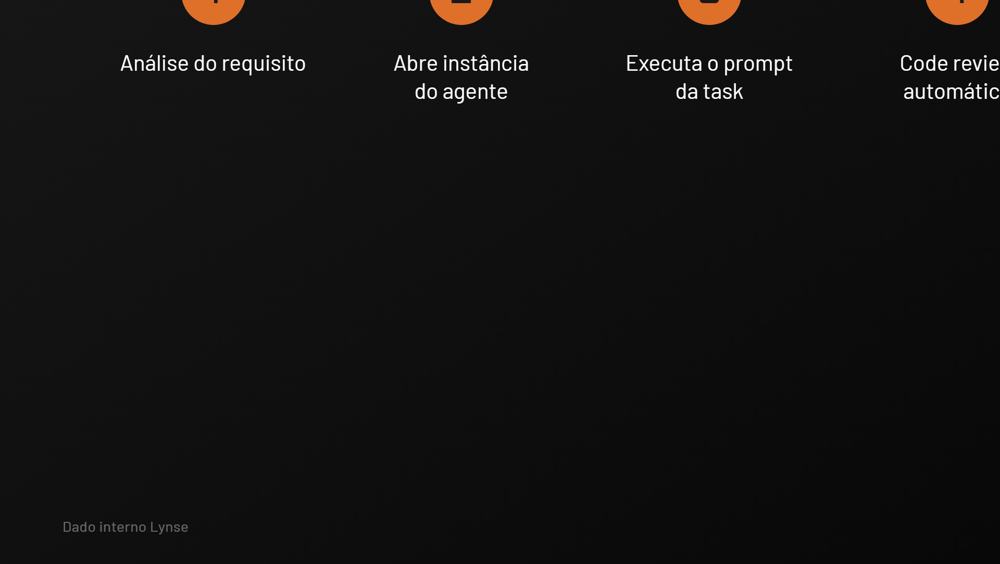 Análise do requisito
Abre instância
do agente
Executa o prompt
da task
Code revie
automátic
Dado interno Lynse